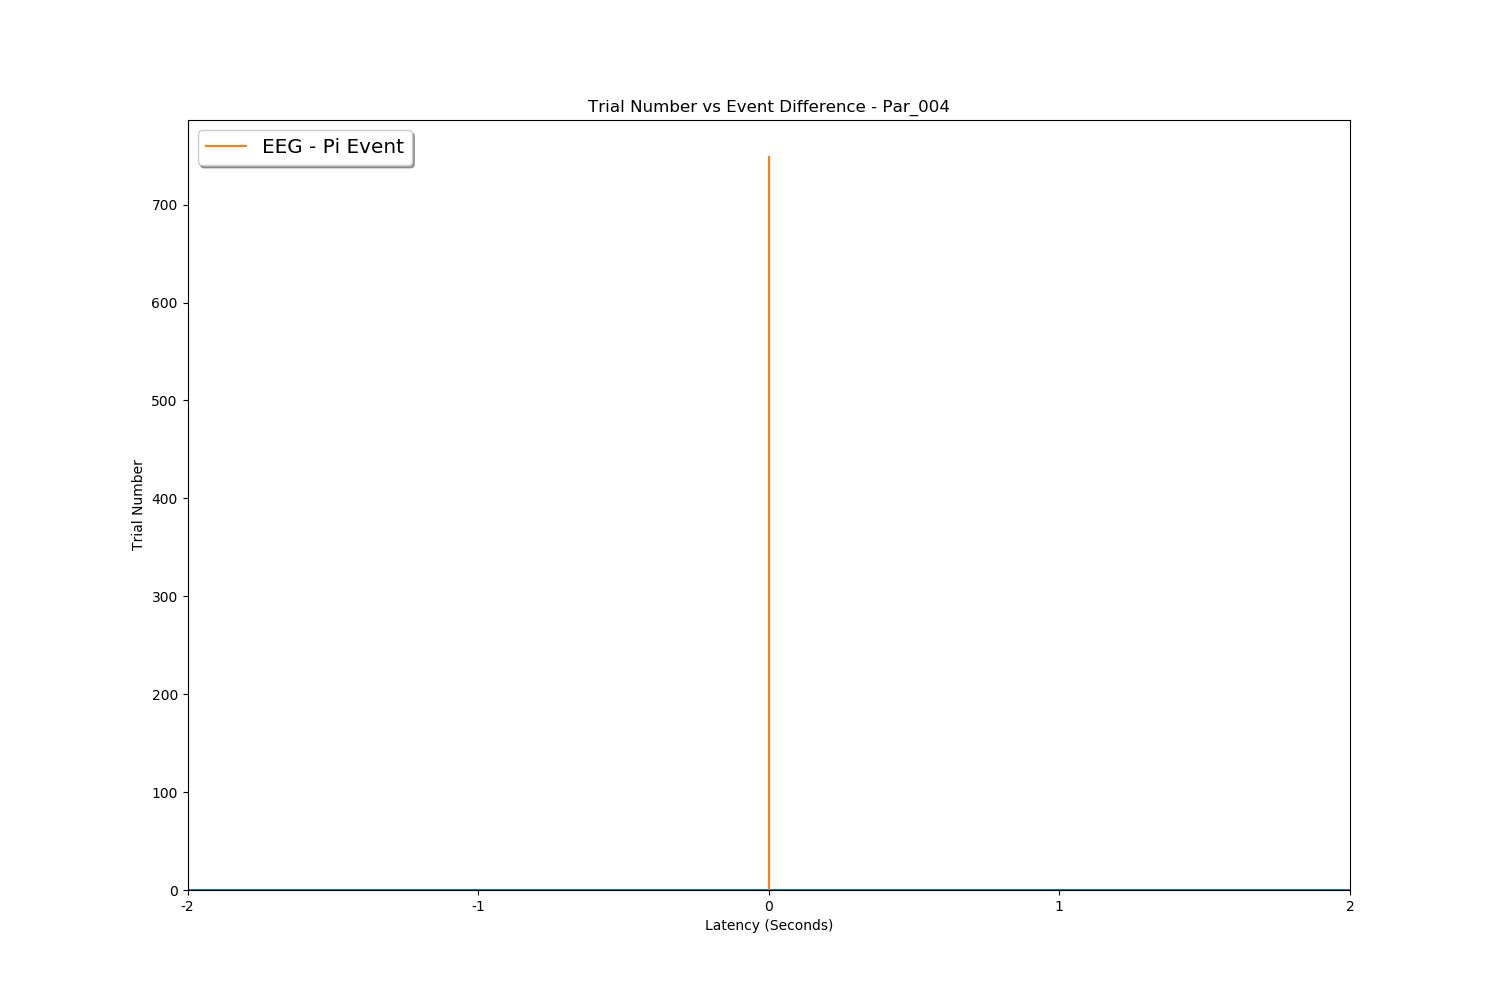 Trial Number vs Event Difference - Par_004
EEG - Pi Event
700
600
500
400
300
200
100
0
Trial Number
-2 -1 0 1 2
Latency (Seconds)